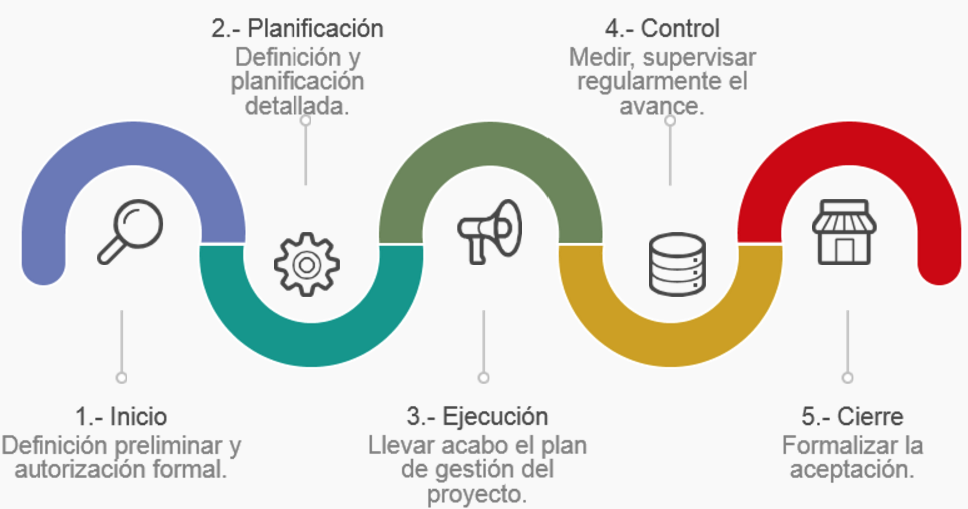 2.- Planificación
Definición y
planificación
detallada.
4.- Control
Medir, supervisar
regularmente el
avance.
1.- Inicio
Definición preliminar y
autorización formal.
3.- Ejecución
Llevar acabo el plan
de gestión del
proyecto.
5.- Cierre
Formalizar la
aceptación.